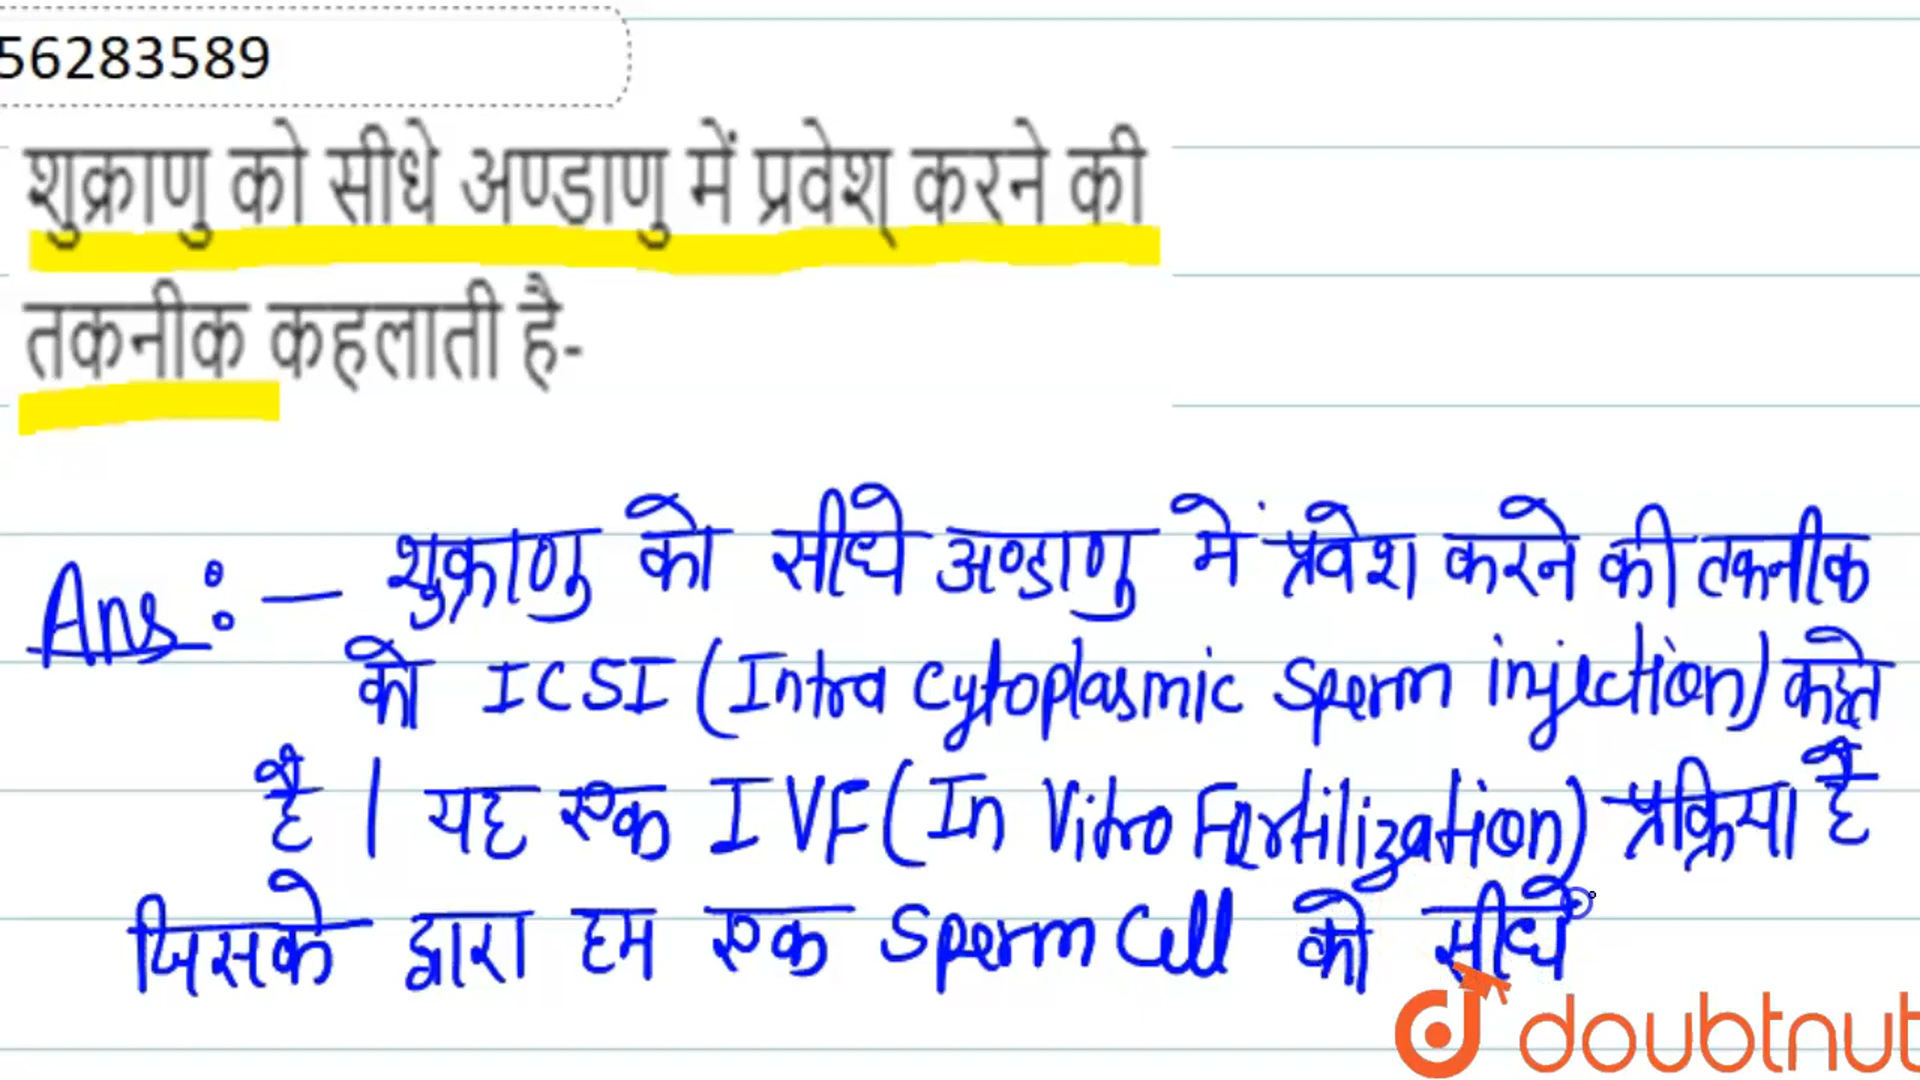 56283589
शुक्राणु को सीधे अण्डाणु में प्रवेश् करने की
तकनीक कहलाती है-
Ans :- शुक्राणु को सीधे अण्डाणु में प्रवेश करने की तकनीक
को ICSI (Intra Cytoplasmic Sperm injection) कहते
है । यह एक IVF (In Vitro Fertilization) प्रक्रिया है
जिसके द्वारा हम एक Sperm Cell को सीधे
doubtnut